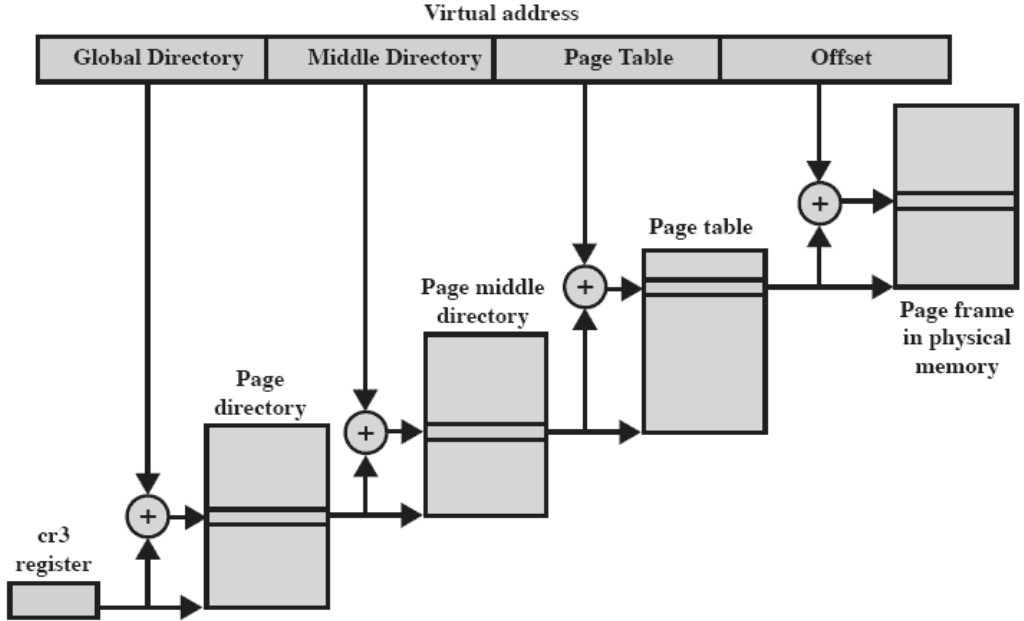 Virtual address
Global Directory
Middle Directory
Page Table
Offset
+
Page table
+
Page middle
directory
Page frame
in physical
memory
Page
directory
+
+
cr3
register